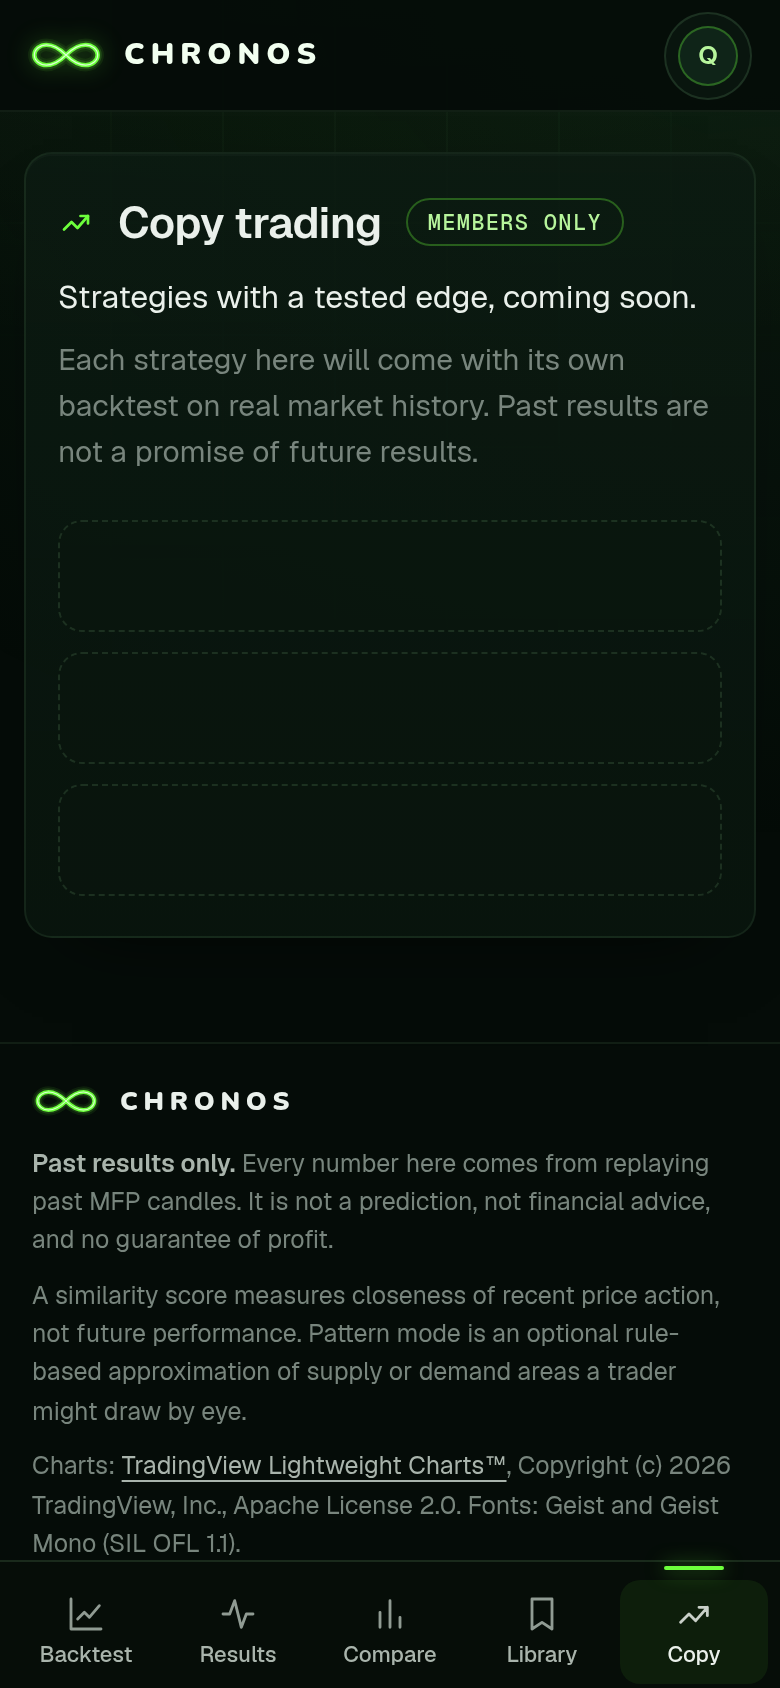 CHRONOS
Q
Copy trading
MEMBERS ONLY
Strategies with a tested edge, coming soon.
Each strategy here will come with its own
backtest on real market history. Past results are
not a promise of future results.
CHRONOS
Past results only. Every number here comes from replaying
past MFP candles. It is not a prediction, not financial advice,
and no guarantee of profit.
A similarity score measures closeness of recent price action,
not future performance. Pattern mode is an optional rule-
based approximation of supply or demand areas a trader
might draw by eye.
Charts: TradingView Lightweight Charts™, Copyright (c) 2026
TradingView, Inc., Apache License 2.0. Fonts: Geist and Geist
Mono (SIL OFL 1.1).
Backtest
Results
Compare
Library
Copy